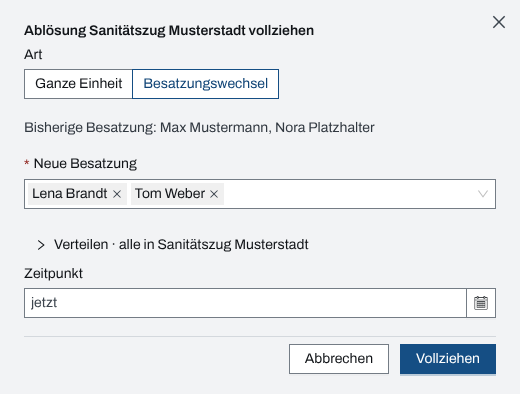 Ablösung Sanitätszug Musterstadt vollziehen
Art
Ganze Einheit Besatzungswechsel
Bisherige Besatzung: Max Mustermann, Nora Platzhalter
* Neue Besatzung
Lena Brandt Tom Weber
Verteilen · alle in Sanitätszug Musterstadt
Zeitpunkt
jetzt
Abbrechen Vollziehen